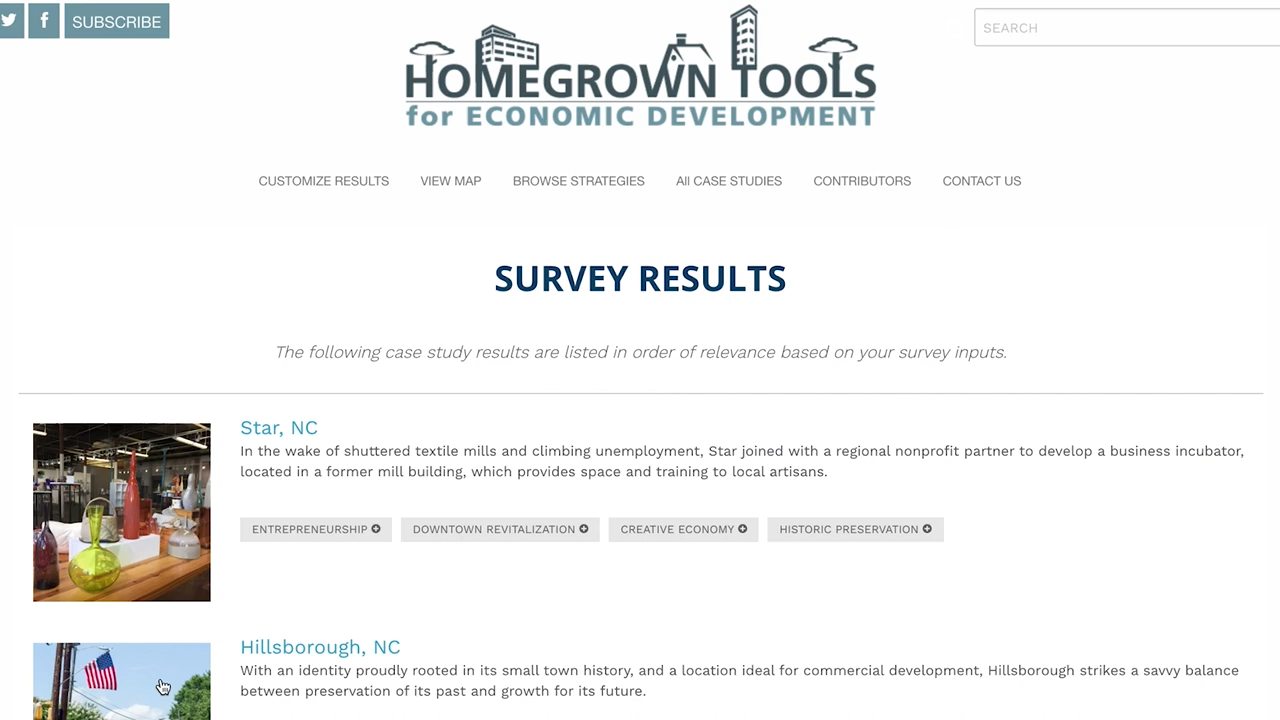 SUBSCRIBE
SEARCH
HOMEGROWN TOOLS
for ECONOMIC DEVELOPMENT
CUSTOMIZE RESULTS VIEW MAP BROWSE STRATEGIES All CASE STUDIES CONTRIBUTORS CONTACT US
SURVEY RESULTS
The following case study results are listed in order of relevance based on your survey inputs.
Star, NC
In the wake of shuttered textile mills and climbing unemployment, Star joined with a regional nonprofit partner to develop a business incubator,
located in a former mill building, which provides space and training to local artisans.
ENTREPRENEURSHIP DOWNTOWN REVITALIZATION CREATIVE ECONOMY HISTORIC PRESERVATION
Hillsborough, NC
With an identity proudly rooted in its small town history, and a location ideal for commercial development, Hillsborough strikes a savvy balance
between preservation of its past and growth for its future.